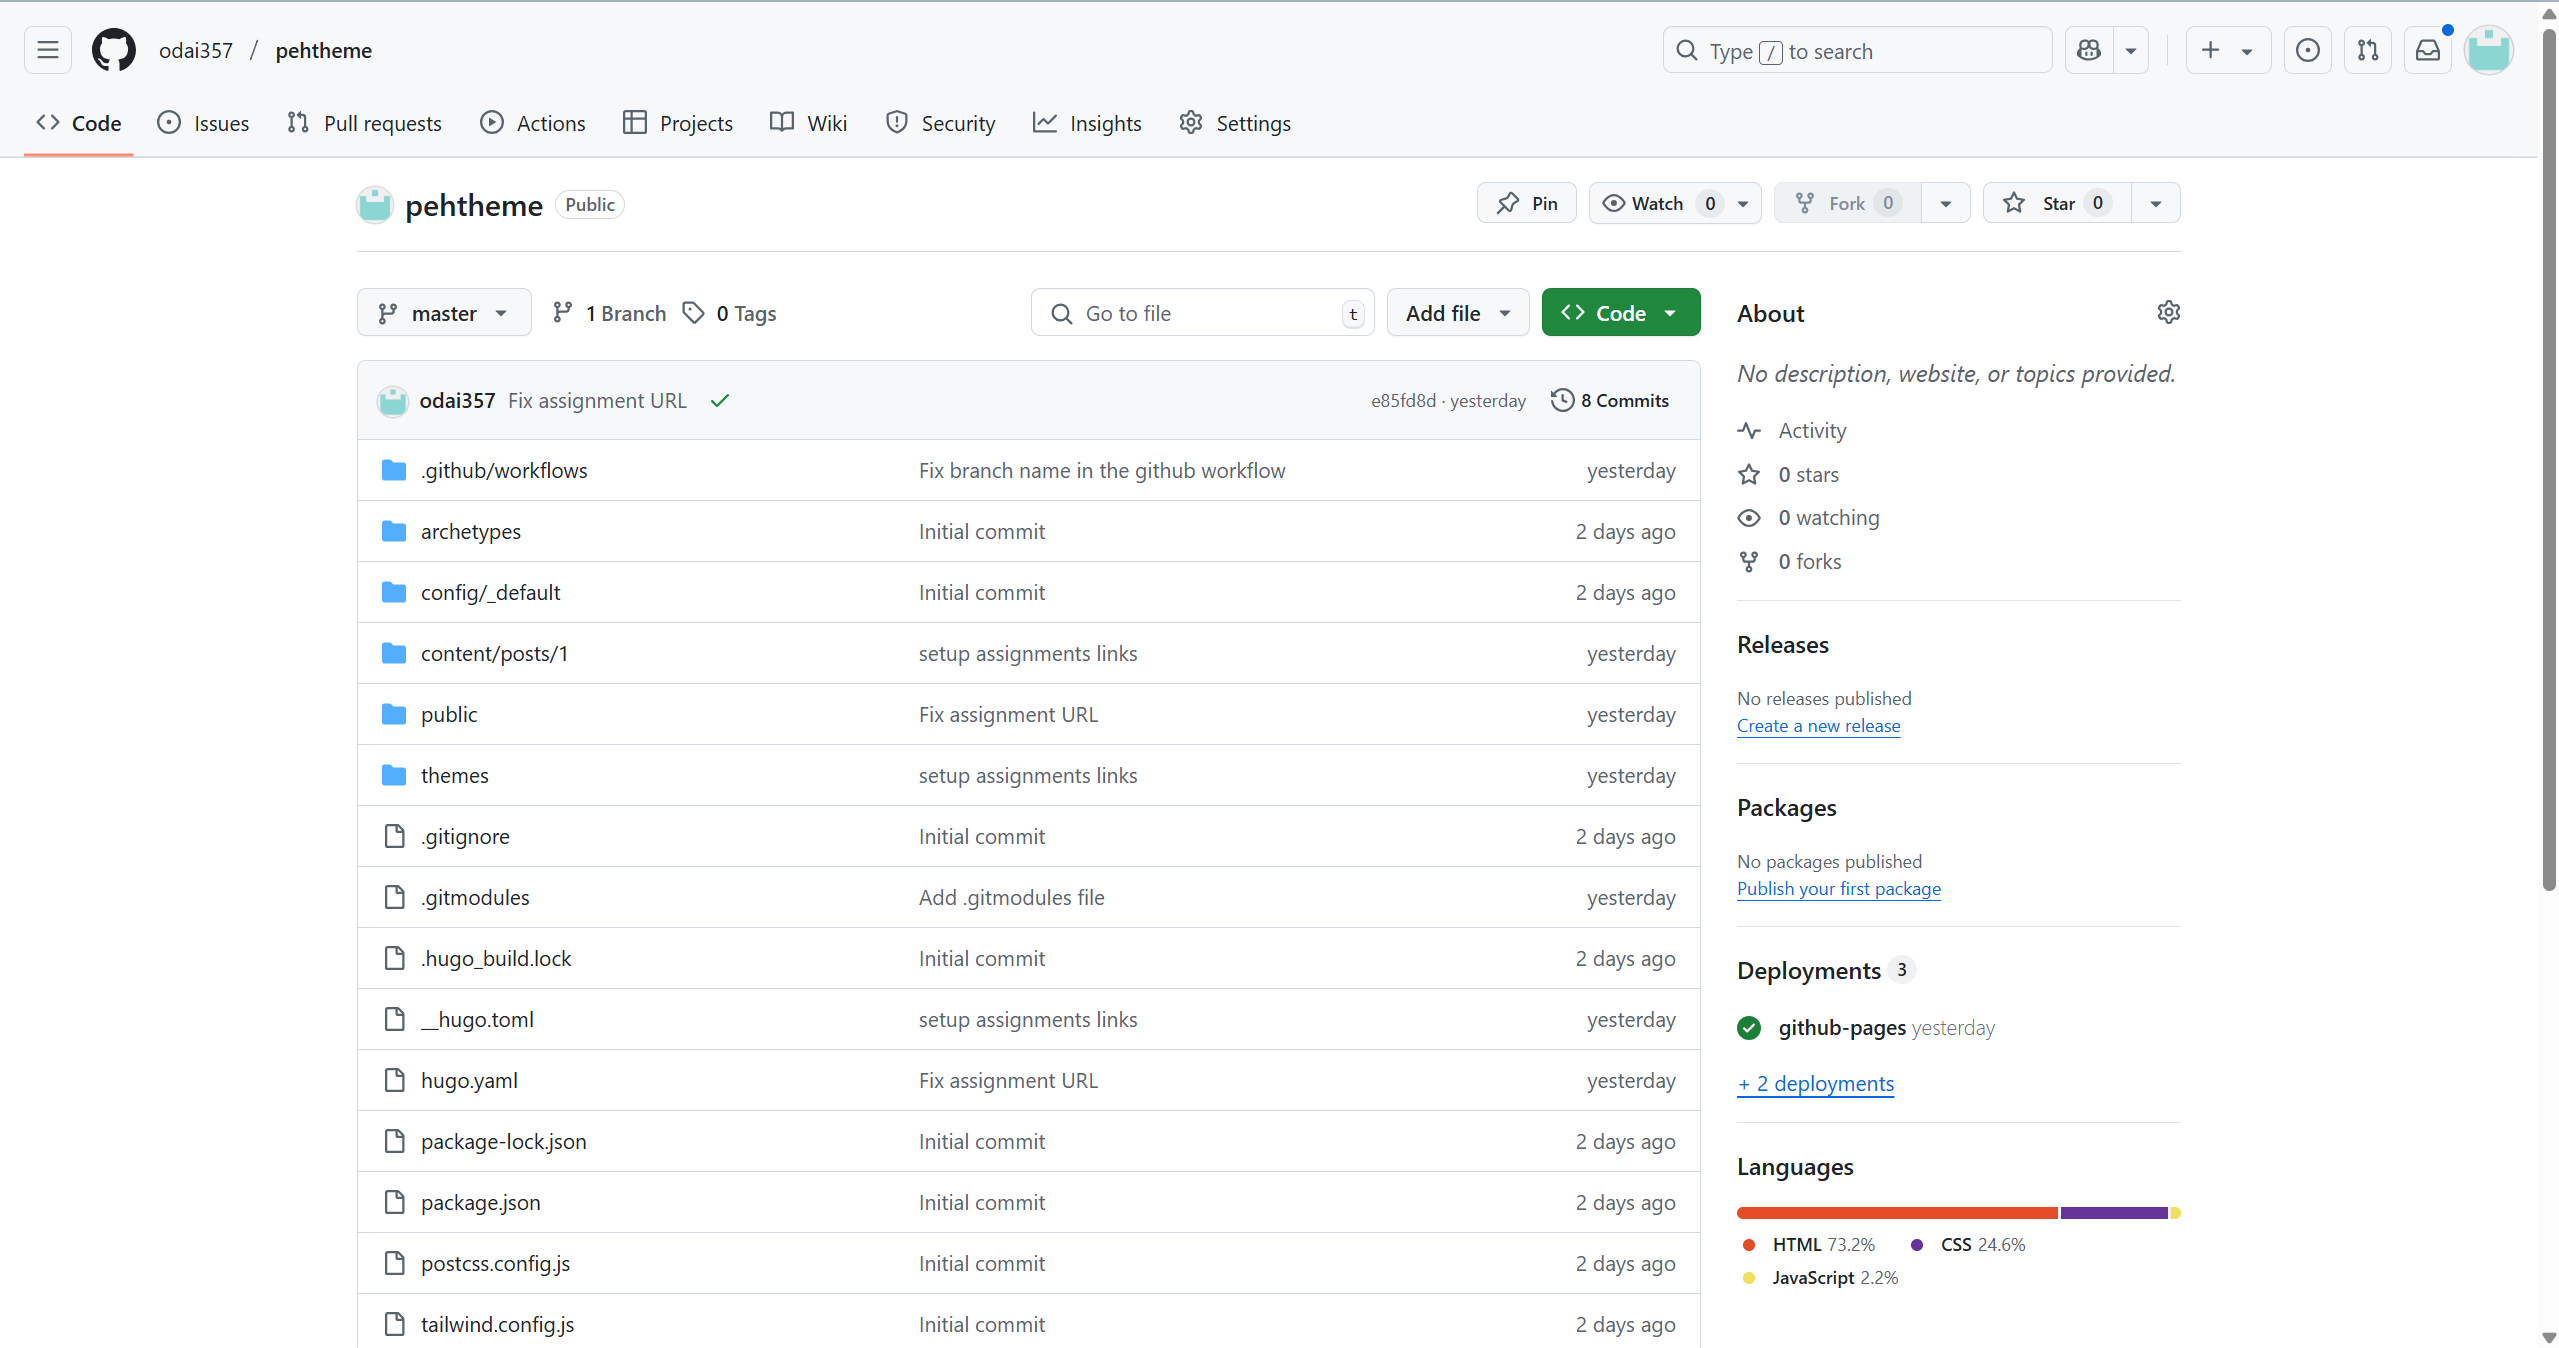 odai357 / pehtheme
Type / to search
Code Issues Pull requests Actions Projects Wiki Security Insights Settings
pehtheme Public
Pin Watch 0 Fork 0 Star 0
master 1 Branch 0 Tags Go to file t Add file Code
odai357 Fix assignment URL e85fd8d · yesterday 8 Commits
.github/workflows Fix branch name in the github workflow yesterday
archetypes Initial commit 2 days ago
config/_default Initial commit 2 days ago
content/posts/1 setup assignments links yesterday
public Fix assignment URL yesterday
themes setup assignments links yesterday
.gitignore Initial commit 2 days ago
.gitmodules Add .gitmodules file yesterday
.hugo_build.lock Initial commit 2 days ago
__hugo.toml setup assignments links yesterday
hugo.yaml Fix assignment URL yesterday
package-lock.json Initial commit 2 days ago
package.json Initial commit 2 days ago
postcss.config.js Initial commit 2 days ago
tailwind.config.js Initial commit 2 days ago
About
No description, website, or topics provided.
Activity
0 stars
0 watching
0 forks
Releases
No releases published
Create a new release
Packages
No packages published
Publish your first package
Deployments 3
github-pages yesterday
+ 2 deployments
Languages
HTML 73.2% CSS 24.6%
JavaScript 2.2%